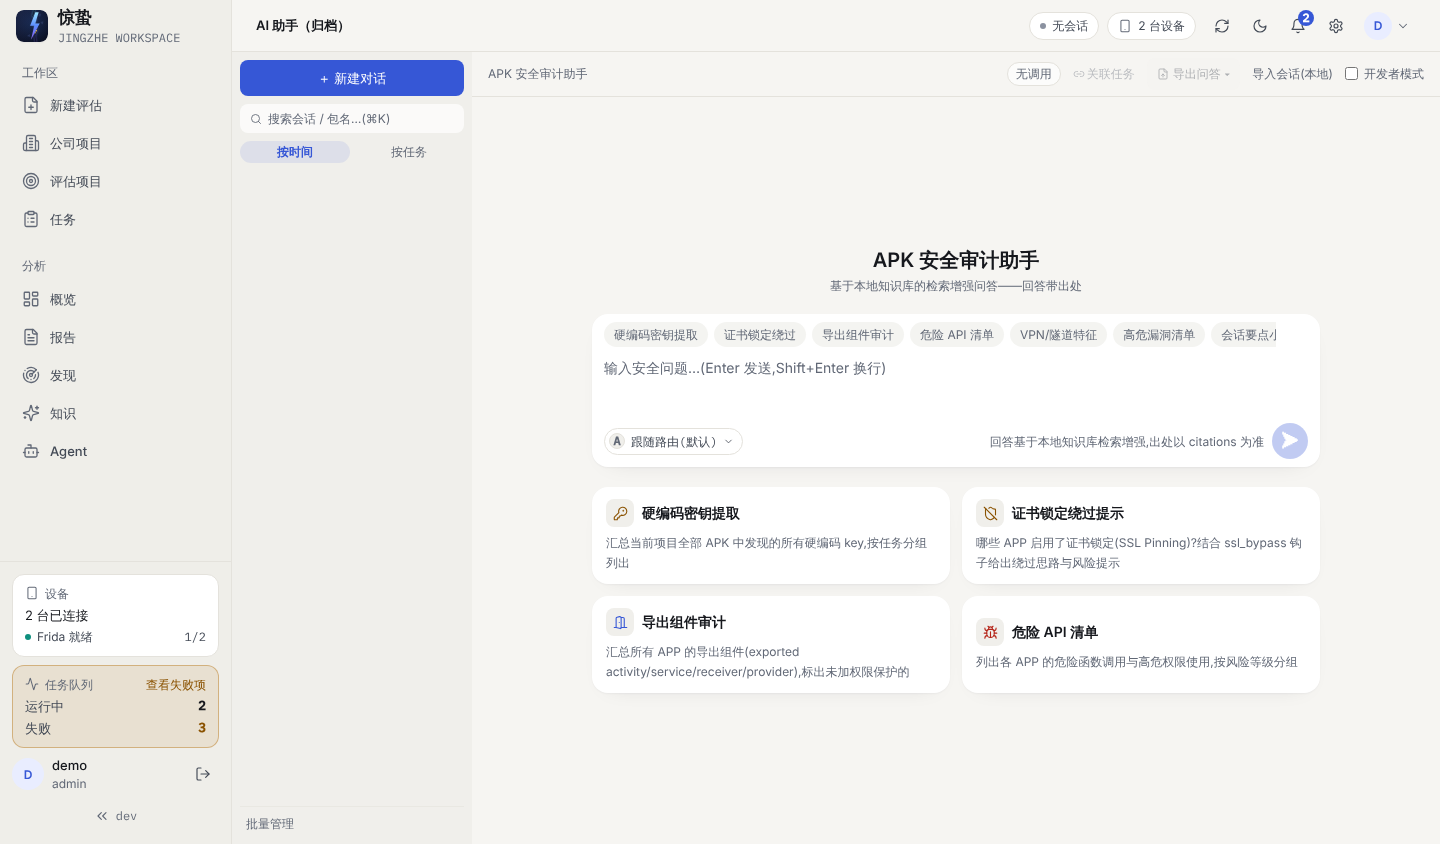 惊蛰
JINGZHE WORKSPACE
工作区
新建评估
公司项目
评估项目
任务
分析
概览
报告
发现
知识
Agent
设备
2 台已连接
Frida 就绪 1/2
任务队列 查看失败项
运行中 2
失败 3
D demo
admin
dev
AI 助手（归档）
无会话
2 台设备
2
D
+ 新建对话
搜索会话 / 包名...(⌘K)
按时间 按任务
批量管理
APK 安全审计助手
无调用
关联任务
导出问答
导入会话(本地)
开发者模式
APK 安全审计助手
基于本地知识库的检索增强问答——回答带出处
硬编码密钥提取 证书锁定绕过 导出组件审计 危险 API 清单 VPN/隧道特征 高危漏洞清单 会话要点小
输入安全问题...(Enter 发送,Shift+Enter 换行)
A 跟随路由(默认)
回答基于本地知识库检索增强,出处以 citations 为准
硬编码密钥提取
汇总当前项目全部 APK 中发现的所有硬编码 key,按任务分组
列出
证书锁定绕过提示
哪些 APP 启用了证书锁定(SSL Pinning)?结合 ssl_bypass 钩
子给出绕过思路与风险提示
导出组件审计
汇总所有 APP 的导出组件(exported
activity/service/receiver/provider),标出未加权限保护的
危险 API 清单
列出各 APP 的危险函数调用与高危权限使用,按风险等级分组